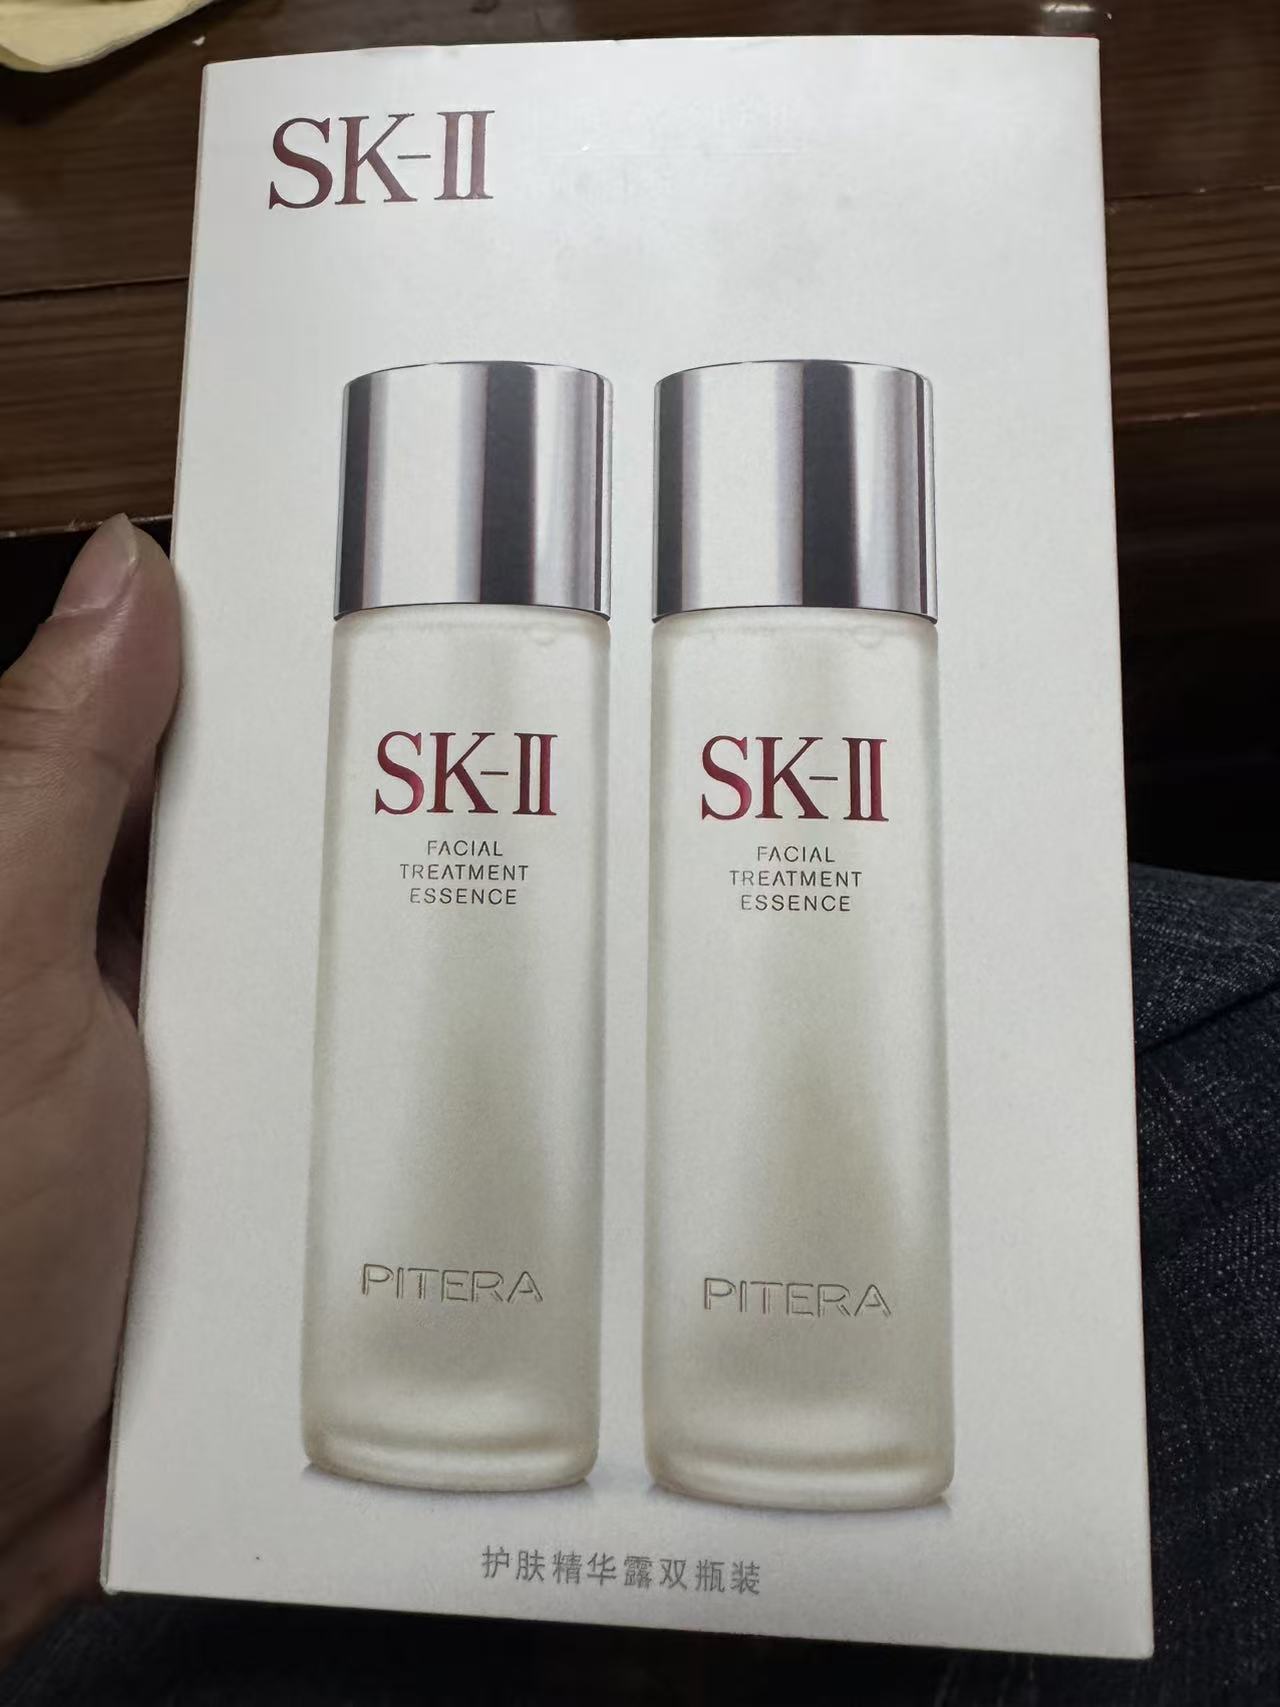 SK-II
SK-II
FACIAL
TREATMENT
ESSENCE
PITERA
SK-II
FACIAL
TREATMENT
ESSENCE
PITERA
护肤精华露双瓶装